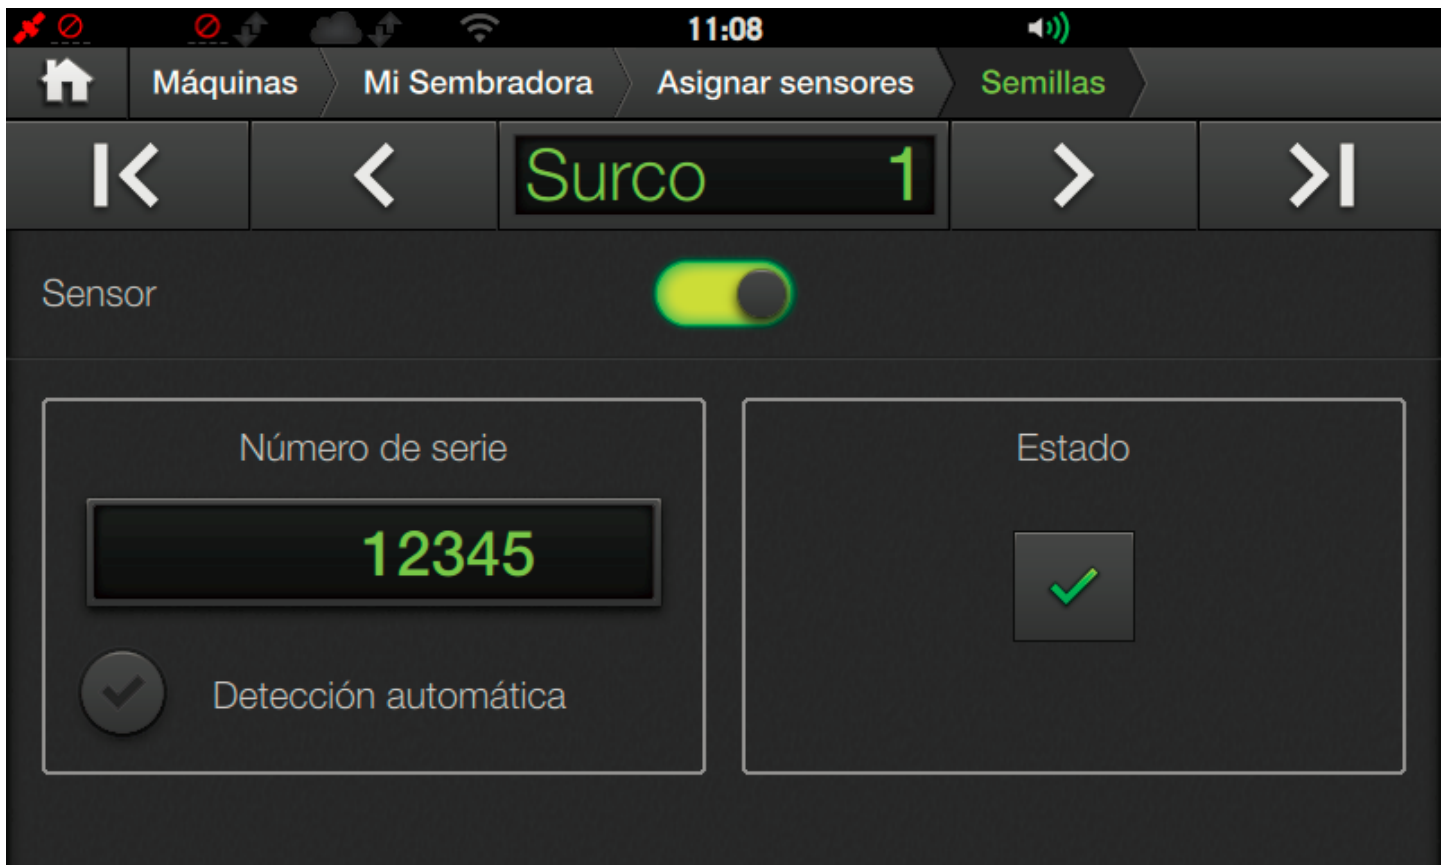 11:08
Máquinas Mi Sembradora Asignar sensores Semillas
Surco 1
Sensor
Número de serie Estado
12345
Detección automática